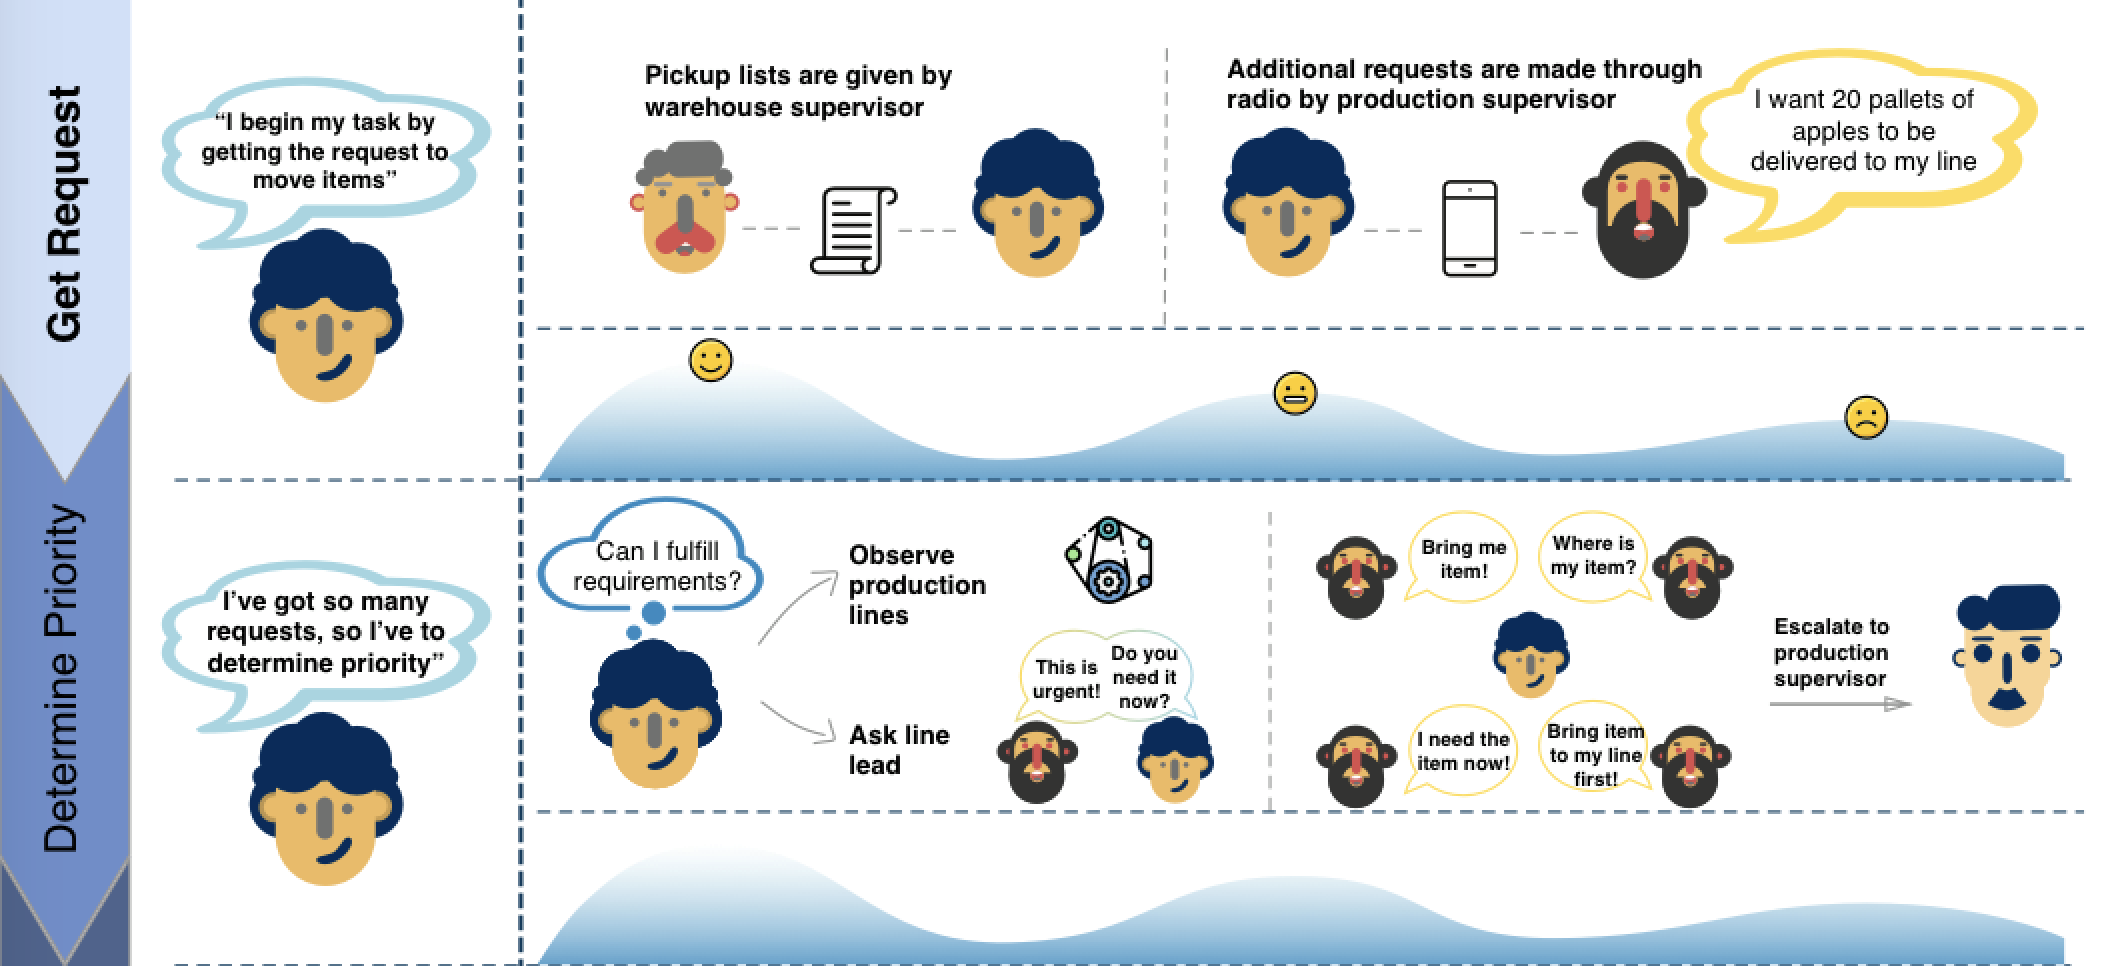 Get Request
“I begin my task by
getting the request to
move items”
Pickup lists are given by
warehouse supervisor
Additional requests are made through
radio by production supervisor
I want 20 pallets of
apples to be
delivered to my line
Determine Priority
I’ve got so many
requests, so I’ve to
determine priority”
Can I fulfill
requirements?
Observe
production
lines
Ask line
lead
This is
urgent!
Do you
need it
now?
Bring me
item!
Where is
my item?
I need the
item now!
Bring item
to my line
first!
Escalate to
production
supervisor